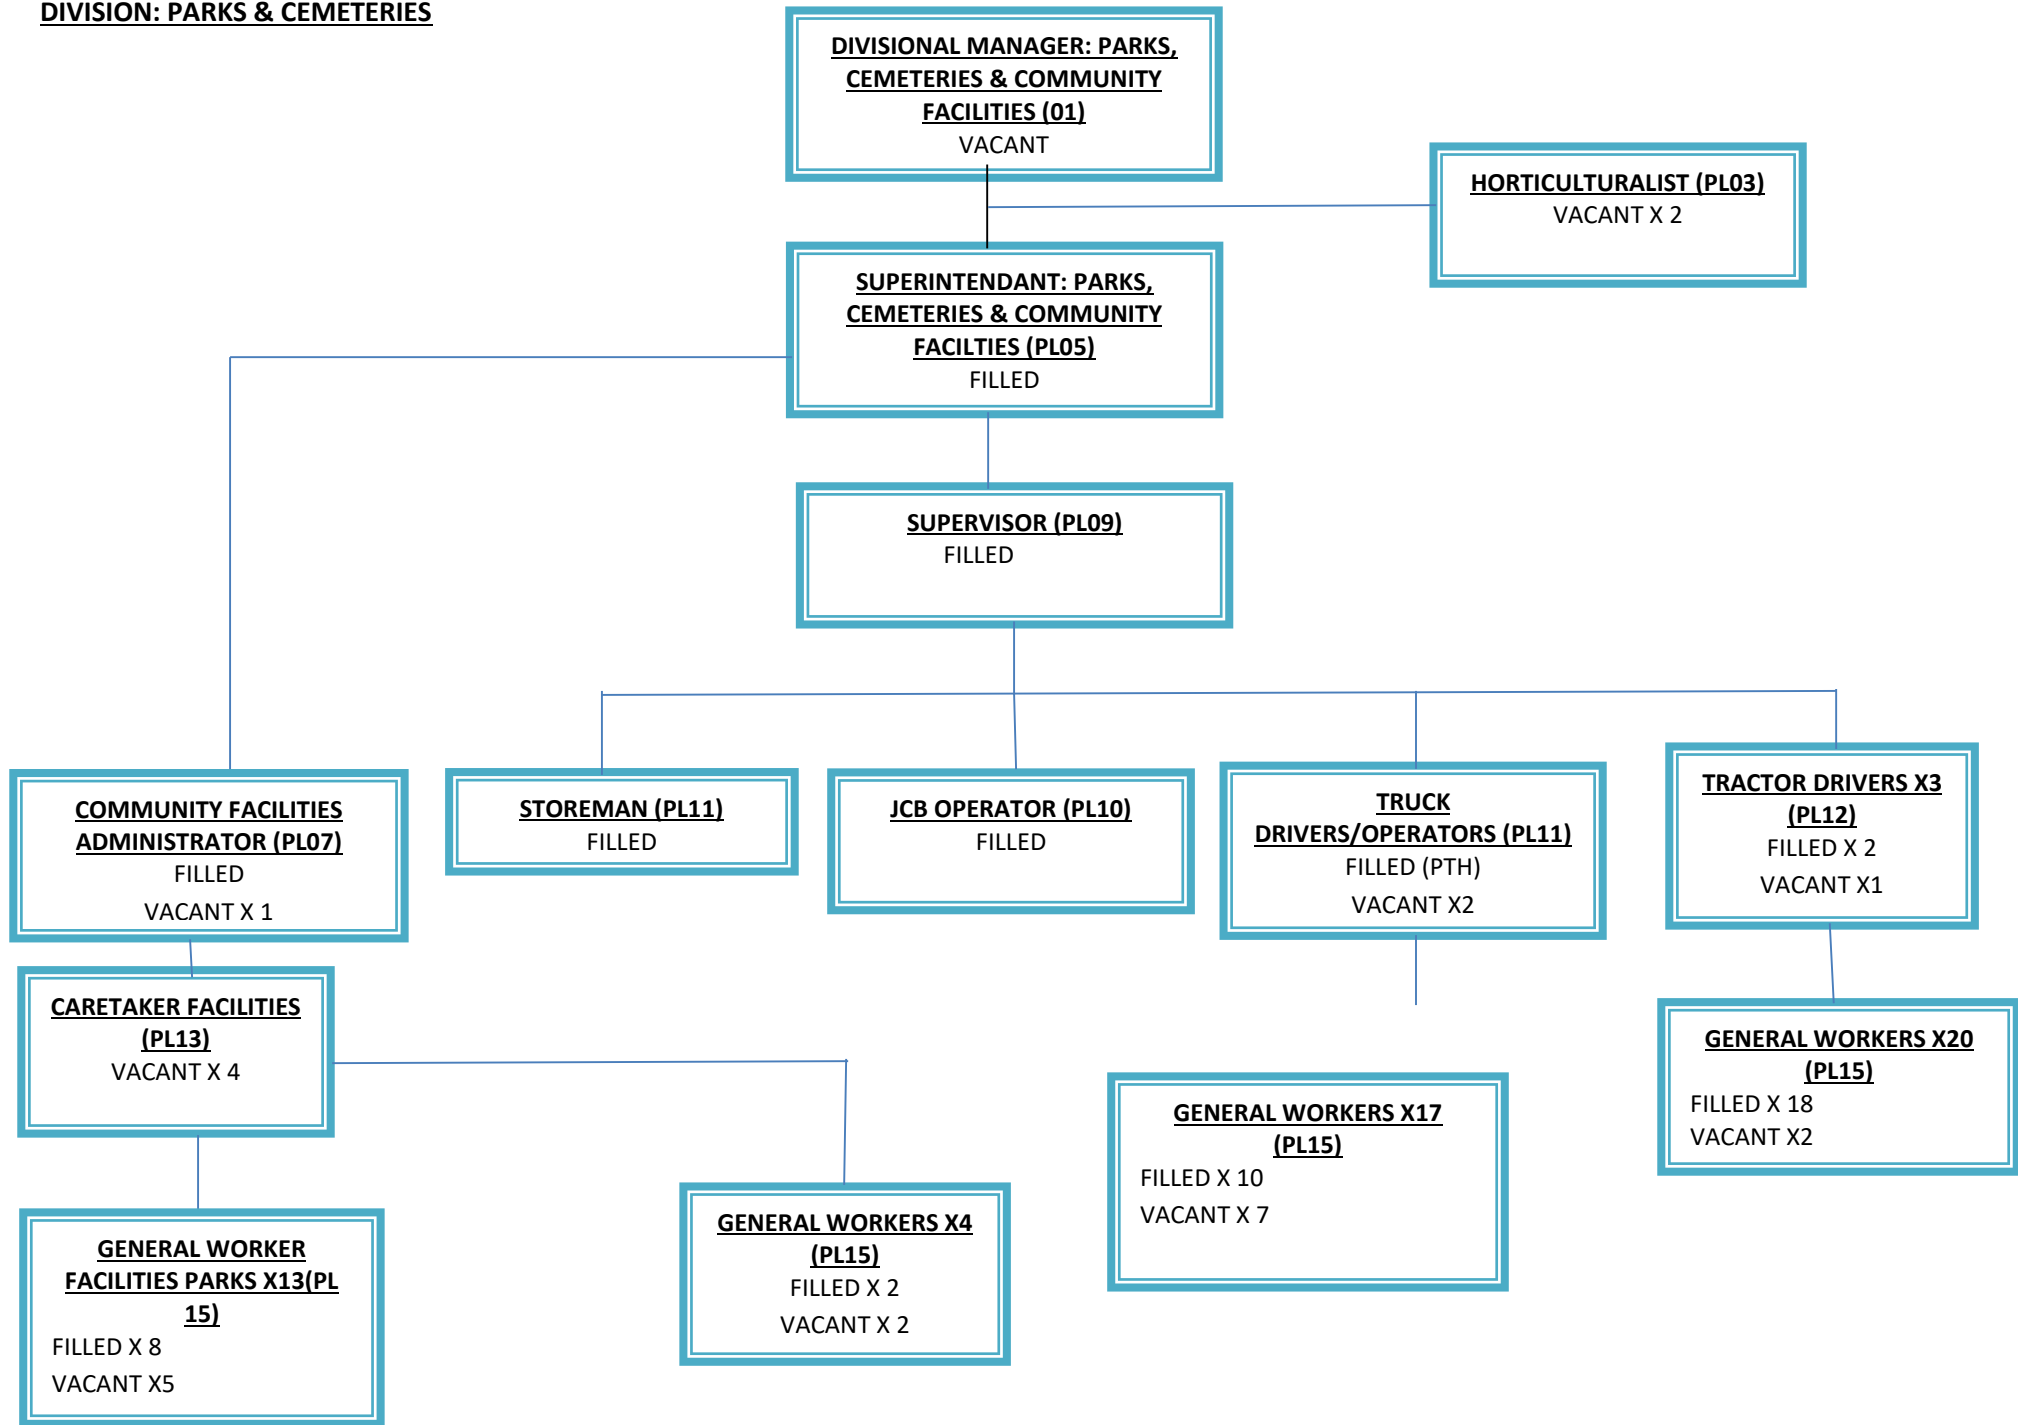 DIVISION: PARKS & CEMETERIES
DIVISIONAL MANAGER: PARKS,
CEMETERIES & COMMUNITY
FACILITIES (01)
VACANT
HORTICULTURALIST (PL03)
VACANT X 2
SUPERINTENDANT: PARKS,
CEMETERIES & COMMUNITY
FACILTIES (PL05)
FILLED
SUPERVISOR (PL09)
FILLED
COMMUNITY FACILITIES
ADMINISTRATOR (PL07)
FILLED
VACANT X 1
STOREMAN (PL11)
FILLED
JCB OPERATOR (PL10)
FILLED
TRUCK
DRIVERS/OPERATORS (PL11)
FILLED (PTH)
VACANT X2
TRACTOR DRIVERS X3
(PL12)
FILLED X 2
VACANT X1
CARETAKER FACILITIES
(PL13)
VACANT X 4
GENERAL WORKERS X20
(PL15)
FILLED X 18
VACANT X2
GENERAL WORKERS X17
(PL15)
FILLED X 10
VACANT X 7
GENERAL WORKERS X4
(PL15)
FILLED X 2
VACANT X 2
GENERAL WORKER
FACILITIES PARKS X13(PL
15)
FILLED X 8
VACANT X5